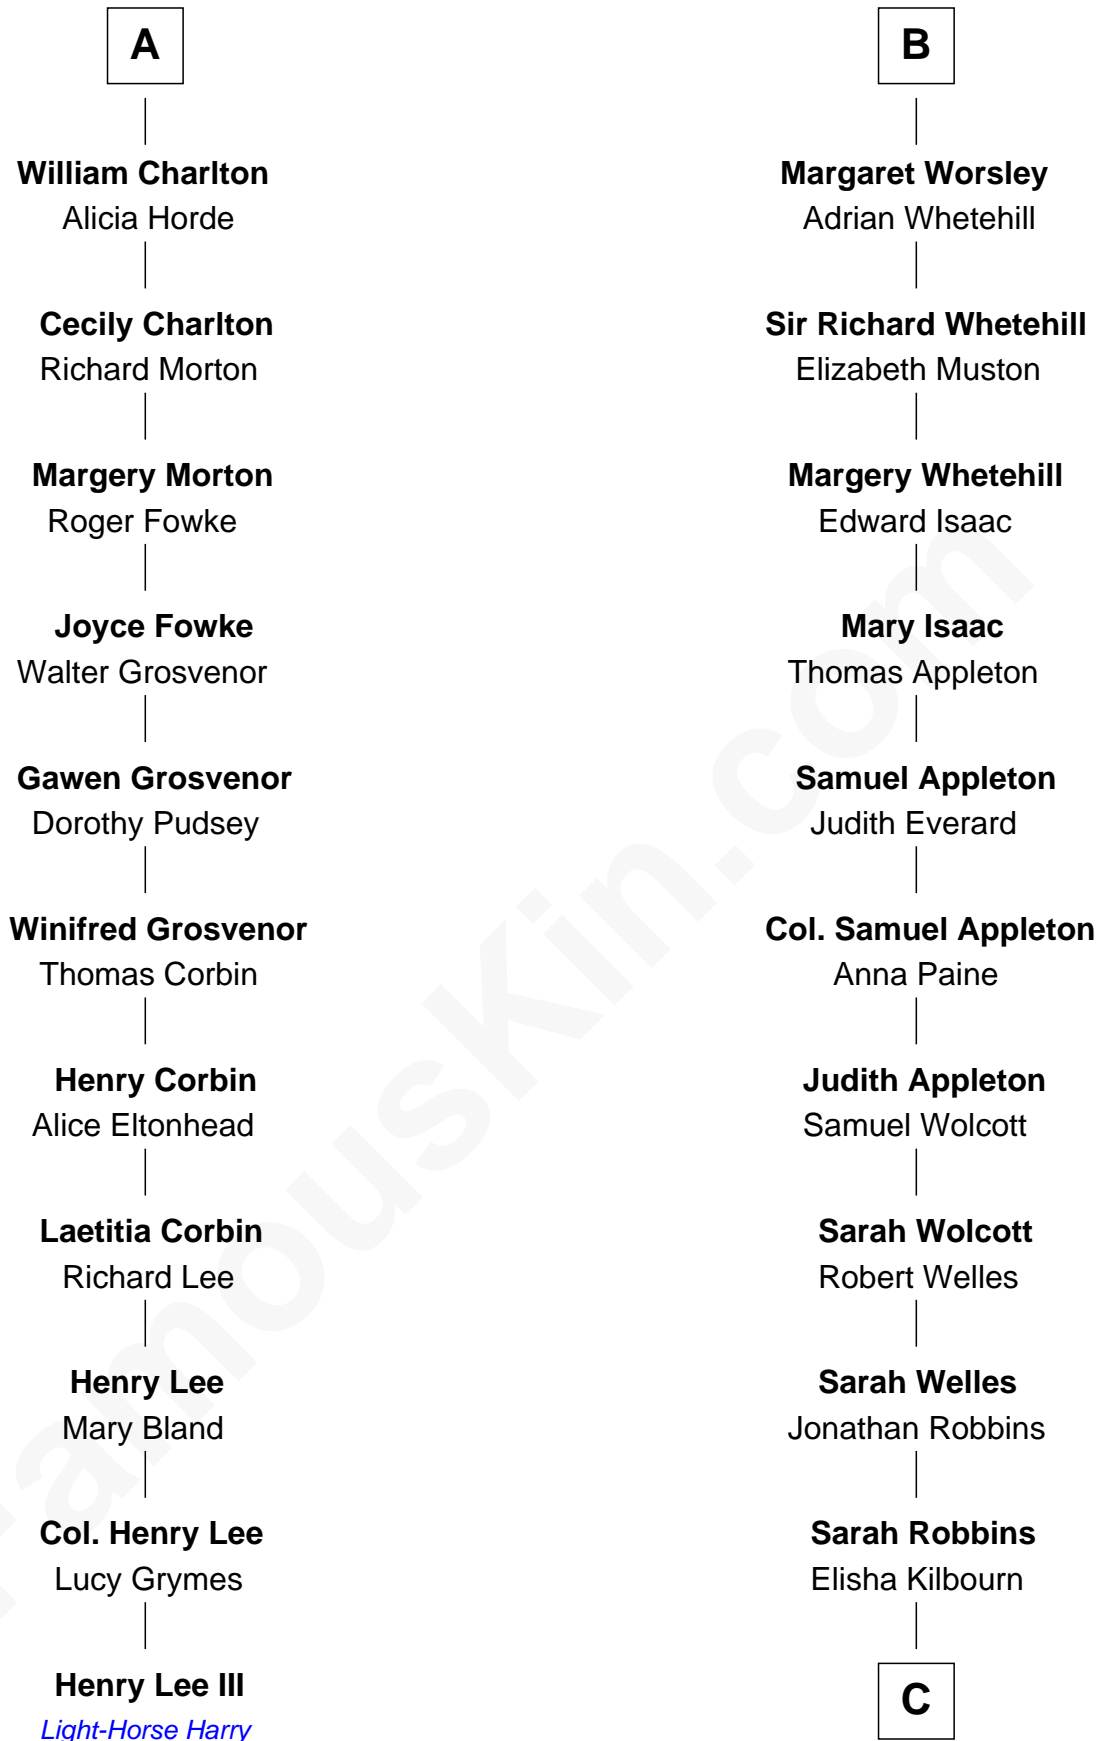 A
William Charlton
Alicia Horde
Cecily Charlton
Richard Morton
Margery Morton
Roger Fowke
Joyce Fowke
Walter Grosvenor
Gawen Grosvenor
Dorothy Pudsey
Winifred Grosvenor
Thomas Corbin
Henry Corbin
Alice Eltonhead
Laetitia Corbin
Richard Lee
Henry Lee
Mary Bland
Col. Henry Lee
Lucy Grymes
Henry Lee III
Light-Horse Harry
B
Margaret Worsley
Adrian Whetehill
Sir Richard Whetehill
Elizabeth Muston
Margery Whetehill
Edward Isaac
Mary Isaac
Thomas Appleton
Samuel Appleton
Judith Everard
Col. Samuel Appleton
Anna Paine
Judith Appleton
Samuel Wolcott
Sarah Wolcott
Robert Welles
Sarah Welles
Jonathan Robbins
Sarah Robbins
Elisha Kilbourn
C
FamousKin.com